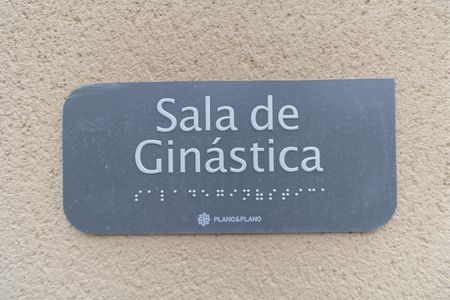 Sala de
Ginástica
⠎⠁⠇⠁⠙⠑⠛⠊⠝⠷⠎⠞⠊⠉⠁
PLANO&PLANO